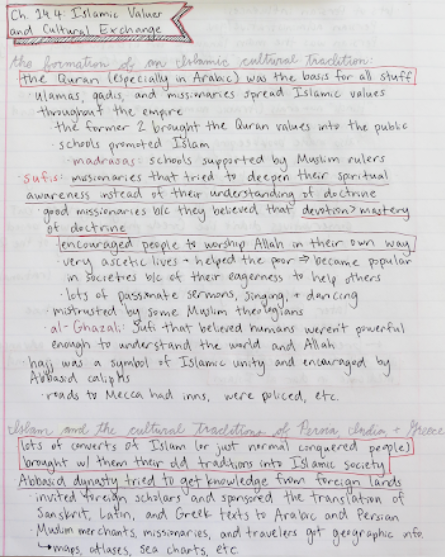 Ch. 14.4: Islamic Values
and Cultural Exchange
the formation of an Islamic cultural tradition:
the Quran (especially in Arabic) was the basis for all stuff
· ulamas, qadis, and missionaries spread Islamic values
throughout the empire
· the former 2 brought the Quran values into the public
· schools promoted Islam
· madrasas: schools supported by Muslim rulers
· Sufis: missionaries that tried to deepen their spiritual
awareness instead of their understanding of doctrine
· good missionaries b/c they believed that devotion > mastery
of doctrine
encouraged people to worship Allah in their own way
· very ascetic lives + helped the poor ⇒ became popular
in societies b/c of their eagerness to help others
· lots of passionate sermons, singing, + dancing
· mistrusted by some Muslim theologians
· al-Ghazali: Sufi that believed humans weren't powerful
enough to understand the world and Allah
· hajj was a symbol of Islamic unity and encouraged by
Abbasid caliphs
· roads to Mecca had inns, were policed, etc.
Islam and the cultural traditions of Persia, India, + Greece
lots of converts of Islam (or just normal conquered people)
brought w/ them their old traditions into Islamic society
Abbasid dynasty tried to get knowledge from foreign lands
· invited foreign scholars and sponsored the translation of
Sanskrit, Latin, and Greek texts to Arabic and Persian
· Muslim merchants, missionaries, and travelers got geographic info.
↳ maps, atlases, sea charts, etc